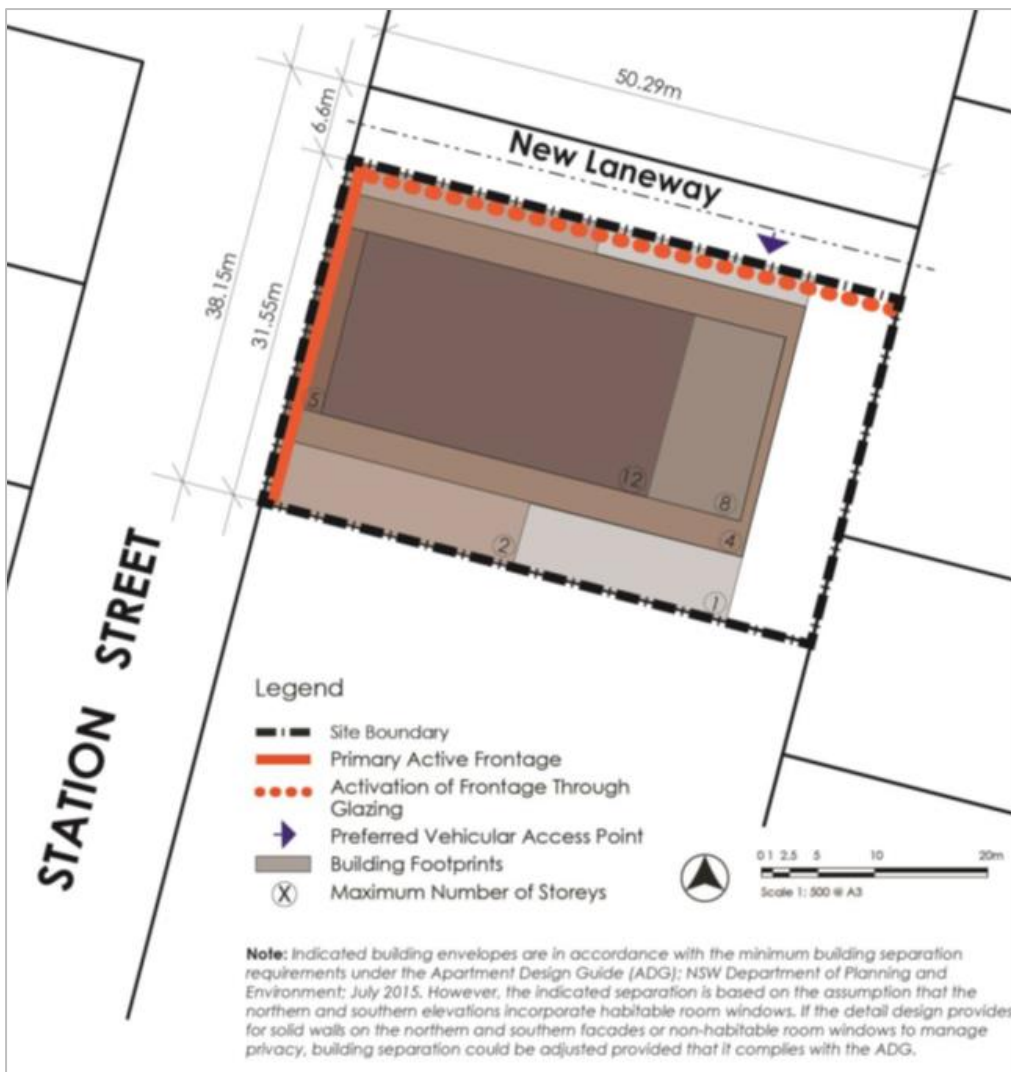 50.29m
6.6m
New Laneway
38.15m
31.55m
5
12
8
4
2
1
STATION STREET
Legend
Site Boundary
Primary Active Frontage
Activation of Frontage Through
Glazing
Preferred Vehicular Access Point
Building Footprints
X Maximum Number of Storeys
0 1 2.5 5 10 20m
Scale 1: 500 @ A3
Note: Indicated building envelopes are in accordance with the minimum building separation
requirements under the Apartment Design Guide (ADG); NSW Department of Planning and
Environment; July 2015. However, the indicated separation is based on the assumption that the
northern and southern elevations incorporate habitable room windows. If the detail design provides
for solid walls on the northern and southern facades or non-habitable room windows to manage
privacy, building separation could be adjusted provided that it complies with the ADG.